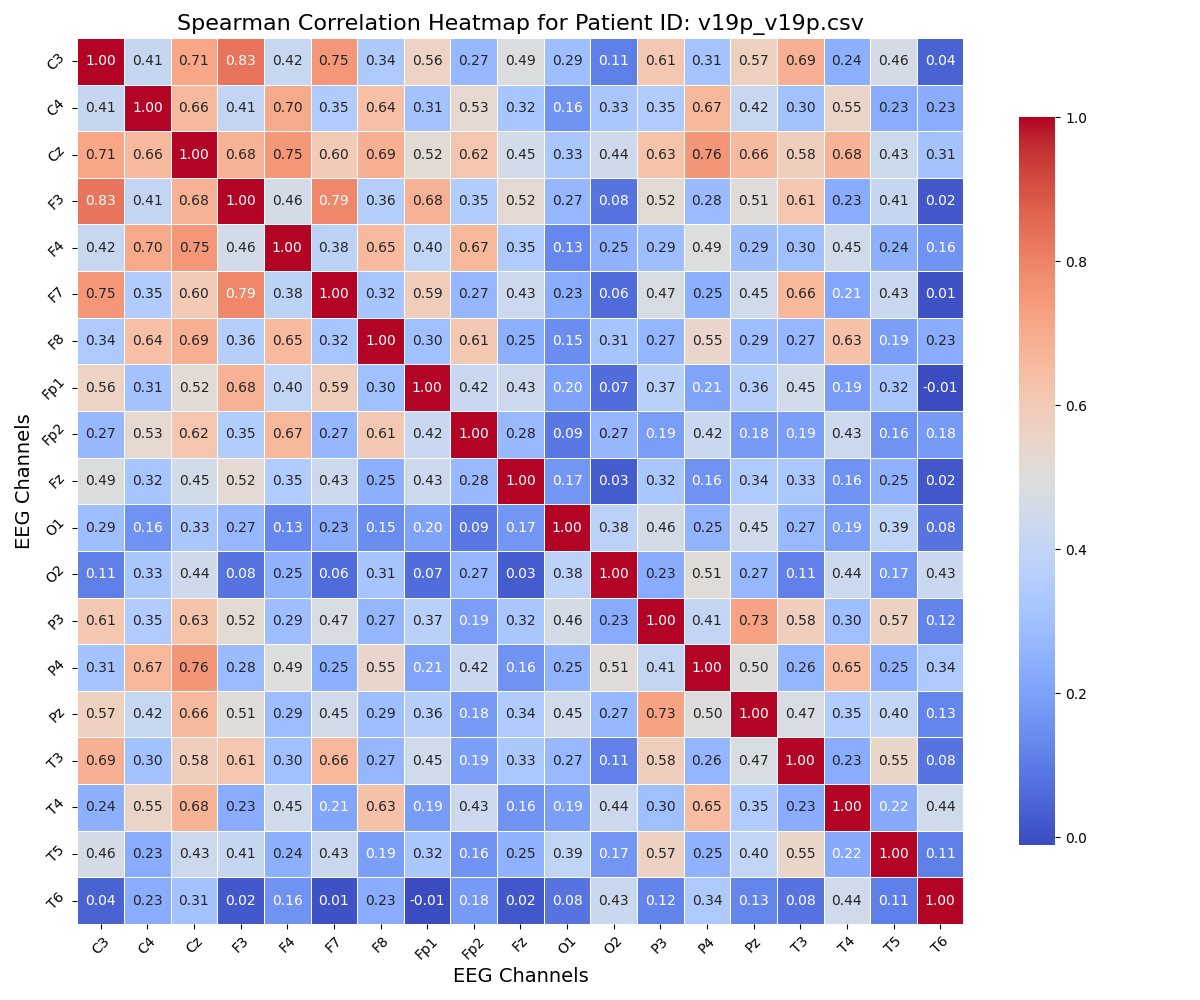 Spearman Correlation Heatmap for Patient ID: v19p_v19p.csv
C3 1.00 0.41 0.71 0.83 0.42 0.75 0.34 0.56 0.27 0.49 0.29 0.11 0.61 0.31 0.57 0.69 0.24 0.46 0.04
C4 0.41 1.00 0.66 0.41 0.70 0.35 0.64 0.31 0.53 0.32 0.16 0.33 0.35 0.67 0.42 0.30 0.55 0.23 0.23
Cz 0.71 0.66 1.00 0.68 0.75 0.60 0.69 0.52 0.62 0.45 0.33 0.44 0.63 0.76 0.66 0.58 0.68 0.43 0.31
F3 0.83 0.41 0.68 1.00 0.46 0.79 0.36 0.68 0.35 0.52 0.27 0.08 0.52 0.28 0.51 0.61 0.23 0.41 0.02
F4 0.42 0.70 0.75 0.46 1.00 0.38 0.65 0.40 0.67 0.35 0.13 0.25 0.29 0.49 0.29 0.30 0.45 0.24 0.16
F7 0.75 0.35 0.60 0.79 0.38 1.00 0.32 0.59 0.27 0.43 0.23 0.06 0.47 0.25 0.45 0.66 0.21 0.43 0.01
F8 0.34 0.64 0.69 0.36 0.65 0.32 1.00 0.30 0.61 0.25 0.15 0.31 0.27 0.55 0.29 0.27 0.63 0.19 0.23
Fp1 0.56 0.31 0.52 0.68 0.40 0.59 0.30 1.00 0.42 0.43 0.20 0.07 0.37 0.21 0.36 0.45 0.19 0.32 -0.01
Fp2 0.27 0.53 0.62 0.35 0.67 0.27 0.61 0.42 1.00 0.28 0.09 0.27 0.19 0.42 0.18 0.19 0.43 0.16 0.18
Fz 0.49 0.32 0.45 0.52 0.35 0.43 0.25 0.43 0.28 1.00 0.17 0.03 0.32 0.16 0.34 0.33 0.16 0.25 0.02
O1 0.29 0.16 0.33 0.27 0.13 0.23 0.15 0.20 0.09 0.17 1.00 0.38 0.46 0.25 0.45 0.27 0.19 0.39 0.08
O2 0.11 0.33 0.44 0.08 0.25 0.06 0.31 0.07 0.27 0.03 0.38 1.00 0.23 0.51 0.27 0.11 0.44 0.17 0.43
P3 0.61 0.35 0.63 0.52 0.29 0.47 0.27 0.37 0.19 0.32 0.46 0.23 1.00 0.41 0.73 0.58 0.30 0.57 0.12
P4 0.31 0.67 0.76 0.28 0.49 0.25 0.55 0.21 0.42 0.16 0.25 0.51 0.41 1.00 0.50 0.26 0.65 0.25 0.34
Pz 0.57 0.42 0.66 0.51 0.29 0.45 0.29 0.36 0.18 0.34 0.45 0.27 0.73 0.50 1.00 0.47 0.35 0.40 0.13
T3 0.69 0.30 0.58 0.61 0.30 0.66 0.27 0.45 0.19 0.33 0.27 0.11 0.58 0.26 0.47 1.00 0.23 0.55 0.08
T4 0.24 0.55 0.68 0.23 0.45 0.21 0.63 0.19 0.43 0.16 0.19 0.44 0.30 0.65 0.35 0.23 1.00 0.22 0.44
T5 0.46 0.23 0.43 0.41 0.24 0.43 0.19 0.32 0.16 0.25 0.39 0.17 0.57 0.25 0.40 0.55 0.22 1.00 0.11
T6 0.04 0.23 0.31 0.02 0.16 0.01 0.23 -0.01 0.18 0.02 0.08 0.43 0.12 0.34 0.13 0.08 0.44 0.11 1.00
C3 C4 Cz F3 F4 F7 F8 Fp1 Fp2 Fz O1 O2 P3 P4 Pz T3 T4 T5 T6
EEG Channels
EEG Channels
1.0
0.8
0.6
0.4
0.2
0.0